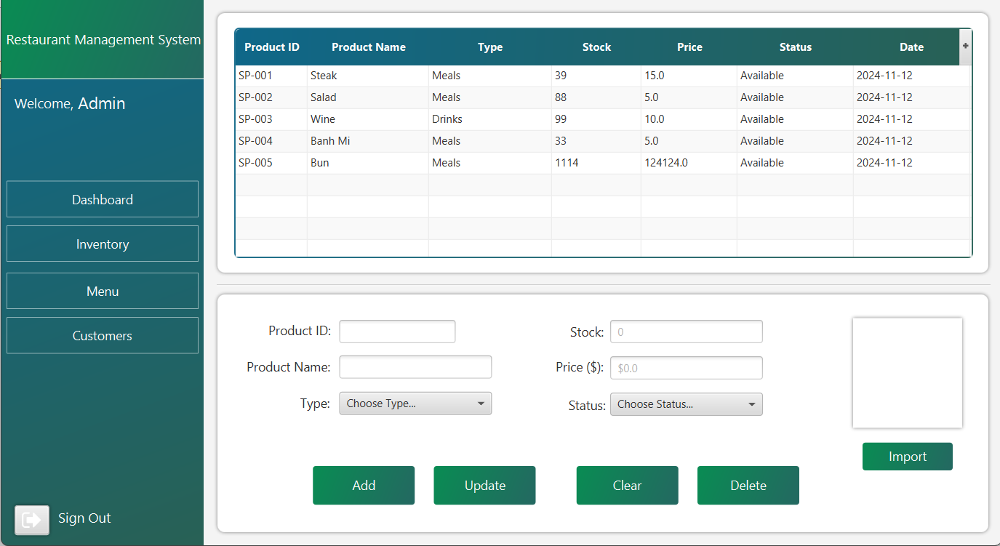 Restaurant Management System
Welcome, Admin
Dashboard
Inventory
Menu
Customers
Sign Out
Product ID Product Name Type Stock Price Status Date +
SP-001 Steak Meals 39 15.0 Available 2024-11-12
SP-002 Salad Meals 88 5.0 Available 2024-11-12
SP-003 Wine Drinks 99 10.0 Available 2024-11-12
SP-004 Banh Mi Meals 33 5.0 Available 2024-11-12
SP-005 Bun Meals 1114 124124.0 Available 2024-11-12
Product ID:
Product Name:
Type: Choose Type...
Stock: 0
Price ($): $0.0
Status: Choose Status...
Import
Add Update Clear Delete